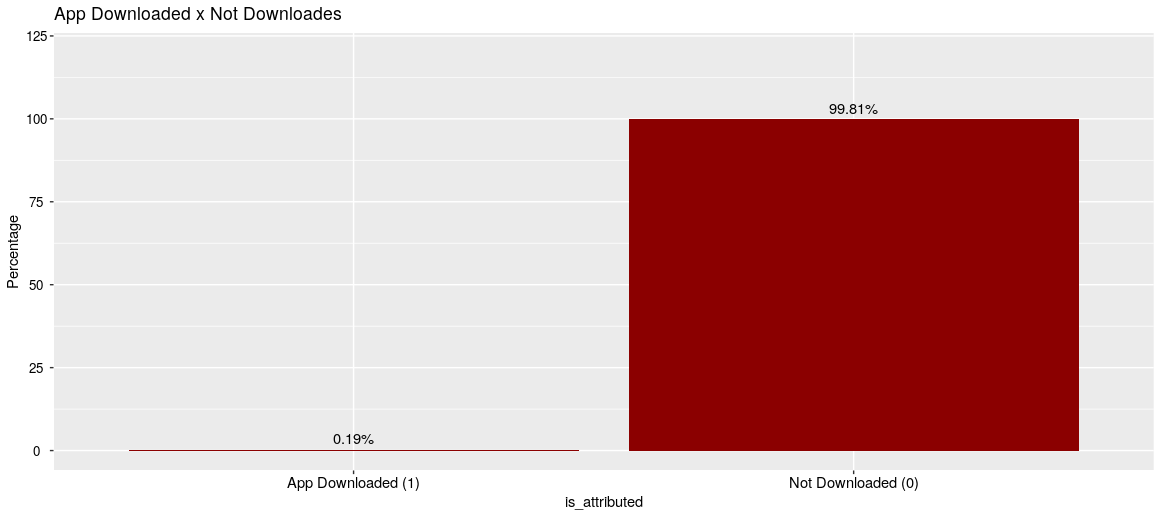 App Downloaded x Not Downloades
125
100
75
50
25
0
Percentage
99.81%
0.19%
App Downloaded (1)
Not Downloaded (0)
is_attributed